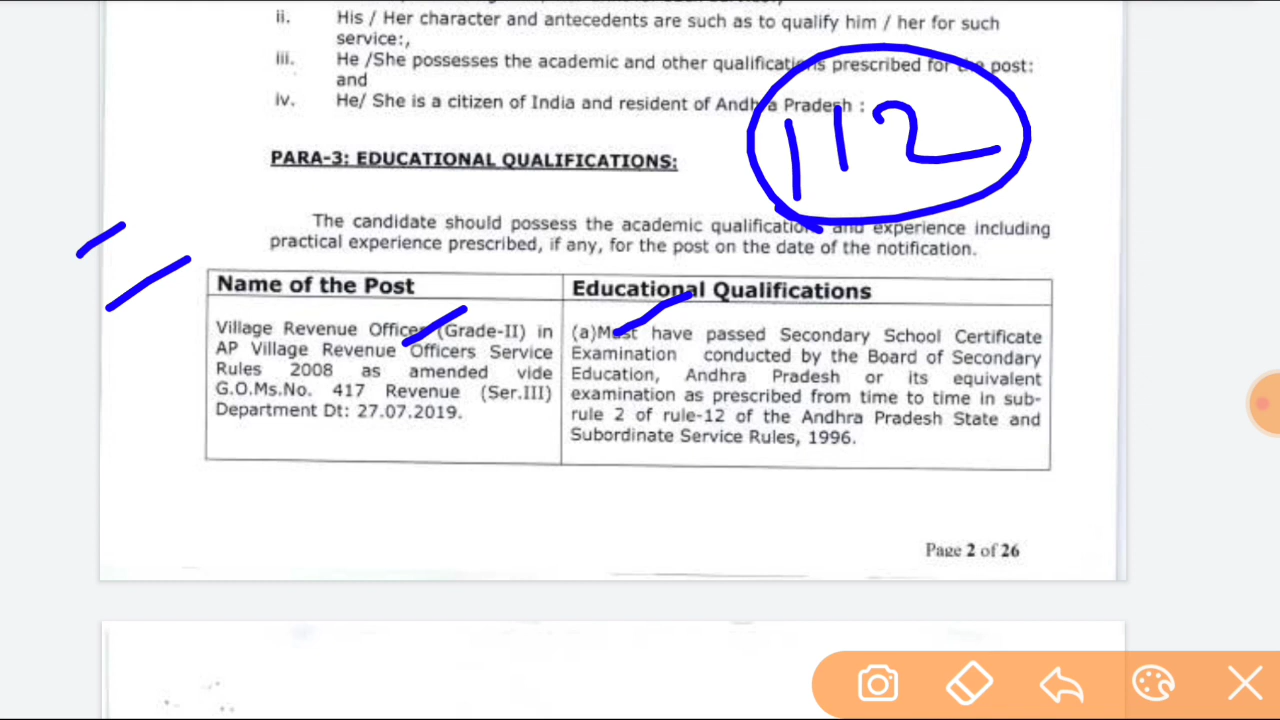 ii. His / Her character and antecedents are such as to qualify him / her for such
service:,
iii. He /She possesses the academic and other qualifications prescribed for the post:
and
iv. He/ She is a citizen of India and resident of Andhra Pradesh :
112
PARA-3: EDUCATIONAL QUALIFICATIONS:
The candidate should possess the academic qualification and experience including
practical experience prescribed, if any, for the post on the date of the notification.
Name of the Post
Village Revenue Officer (Grade-II) in
AP Village Revenue Officers Service
Rules 2008 as amended vide
G.O.Ms.No. 417 Revenue (Ser.III)
Department Dt: 27.07.2019.
Educational Qualifications
(a)Must have passed Secondary School Certificate
Examination conducted by the Board of Secondary
Education, Andhra Pradesh or its equivalent
examination as prescribed from time to time in sub-
rule 2 of rule-12 of the Andhra Pradesh State and
Subordinate Service Rules, 1996.
Page 2 of 26